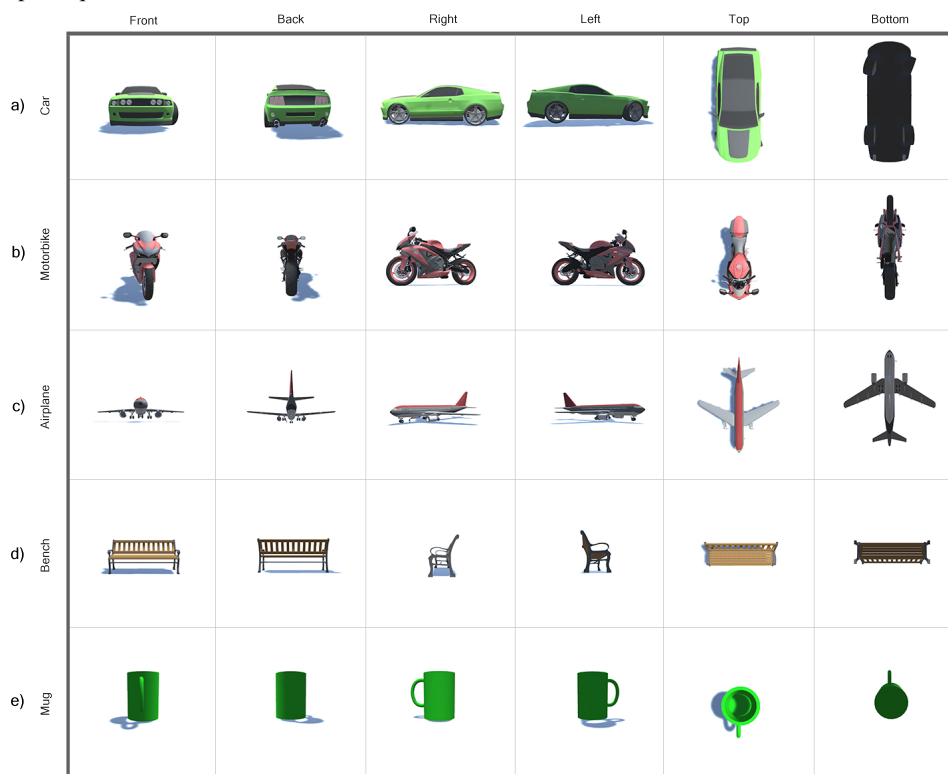 Front Back Right Left Top Bottom
a) Car
b) Motorbike
c) Airplane
d) Bench
e) Mug